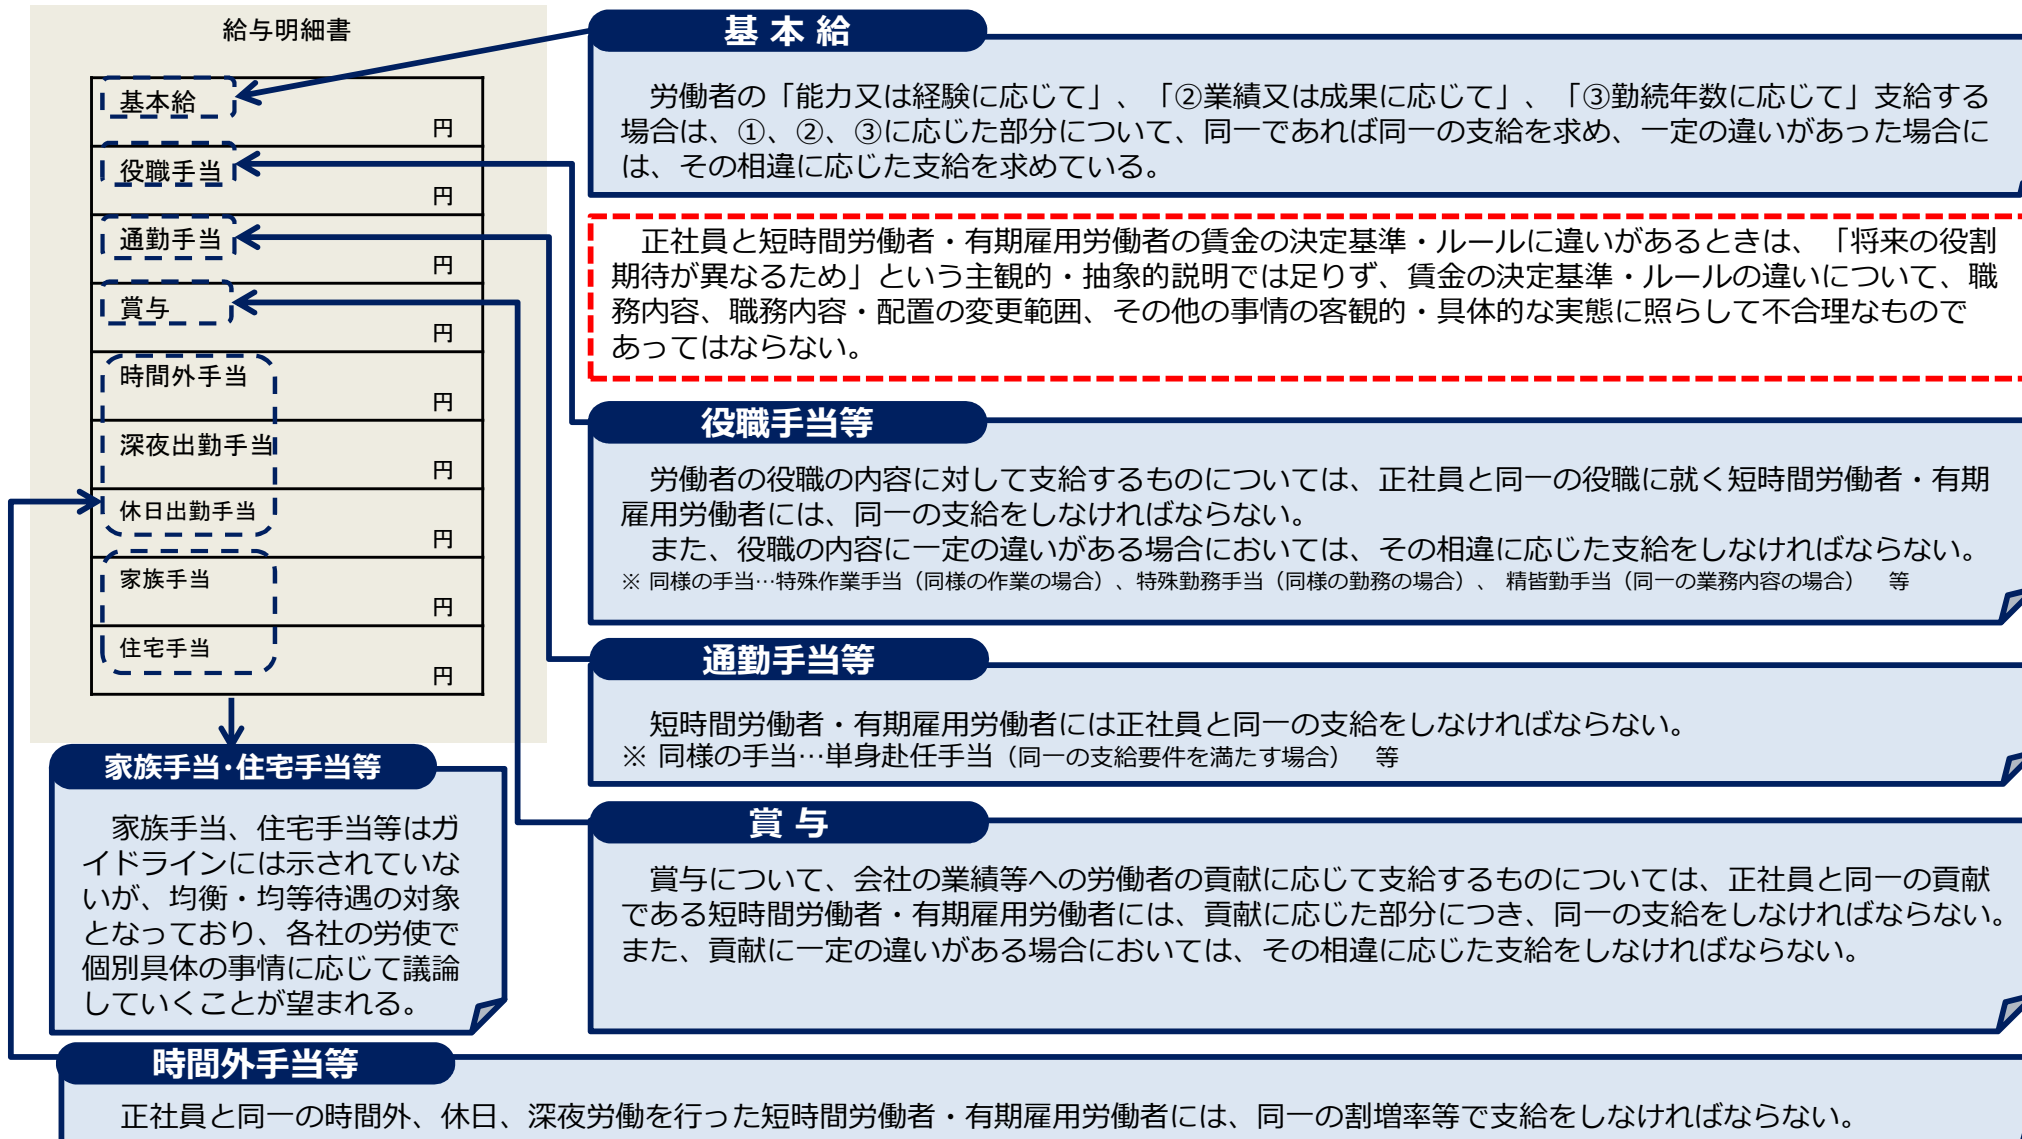 給与明細書
基本給
円
役職手当
円
通勤手当
円
賞与
円
時間外手当
円
深夜出勤手当
円
休日出勤手当
円
家族手当
円
住宅手当
円
基 本 給
労働者の「能力又は経験に応じて」、「②業績又は成果に応じて」、「③勤続年数に応じて」支給する
場合は、①、②、③に応じた部分について、同一であれば同一の支給を求め、一定の違いがあった場合に
は、その相違に応じた支給を求めている。
正社員と短時間労働者・有期雇用労働者の賃金の決定基準・ルールに違いがあるときは、「将来の役割
期待が異なるため」という主観的・抽象的説明では足りず、賃金の決定基準・ルールの違いについて、職
務内容、職務内容・配置の変更範囲、その他の事情の客観的・具体的な実態に照らして不合理なもので
あってはならない。
役職手当等
労働者の役職の内容に対して支給するものについては、正社員と同一の役職に就く短時間労働者・有期
雇用労働者には、同一の支給をしなければならない。
また、役職の内容に一定の違いがある場合においては、その相違に応じた支給をしなければならない。
※ 同様の手当…特殊作業手当（同様の作業の場合）、特殊勤務手当（同様の勤務の場合）、 精皆勤手当（同一の業務内容の場合） 等
通勤手当等
短時間労働者・有期雇用労働者には正社員と同一の支給をしなければならない。
※ 同様の手当…単身赴任手当（同一の支給要件を満たす場合） 等
賞 与
賞与について、会社の業績等への労働者の貢献に応じて支給するものについては、正社員と同一の貢献
である短時間労働者・有期雇用労働者には、貢献に応じた部分につき、同一の支給をしなければならない。
また、貢献に一定の違いがある場合においては、その相違に応じた支給をしなければならない。
家族手当･住宅手当等
家族手当、住宅手当等はガ
イドラインには示されていな
いが、均衡・均等待遇の対象
となっており、各社の労使で
個別具体の事情に応じて議論
していくことが望まれる。
時間外手当等
正社員と同一の時間外、休日、深夜労働を行った短時間労働者・有期雇用労働者には、同一の割増率等で支給をしなければならない。